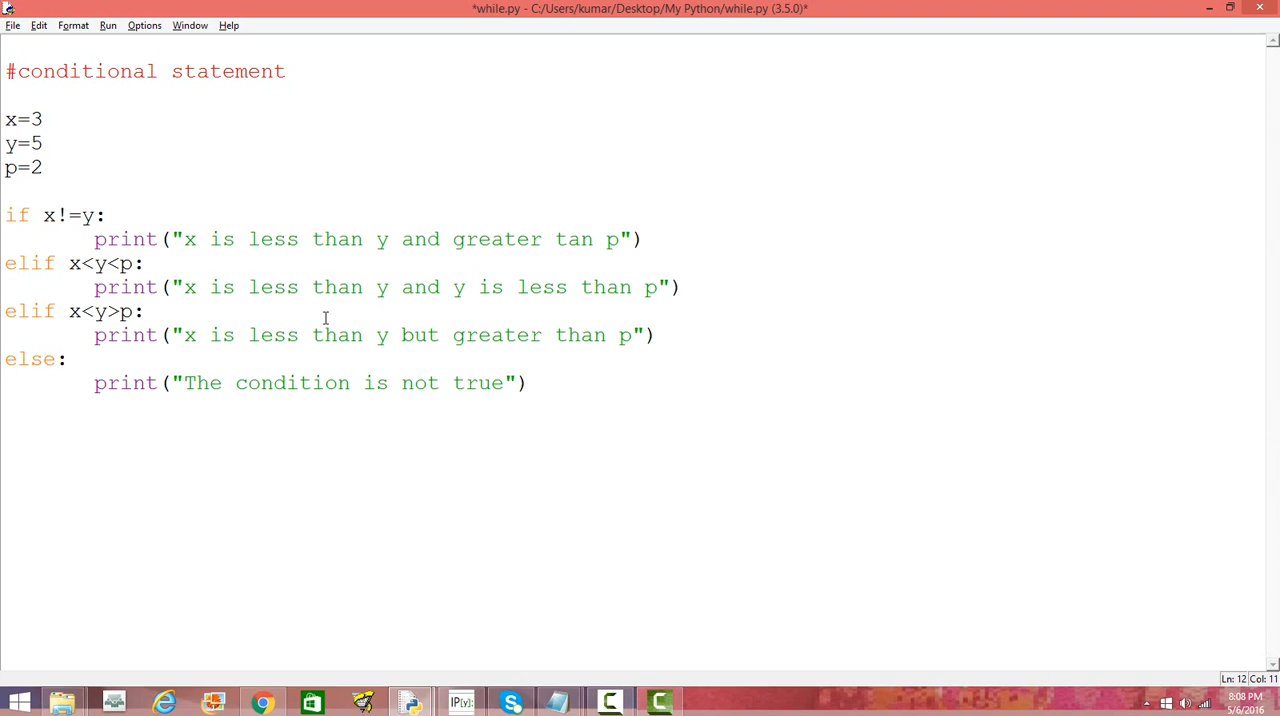 *while.py - C:/Users/kumar/Desktop/My Python/while.py (3.5.0)*
File Edit Format Run Options Window Help
#conditional statement
x=3
y=5
p=2
if x!=y:
print("x is less than y and greater tan p")
elif x<y<p:
print("x is less than y and y is less than p")
elif x<y>p:
print("x is less than y but greater than p")
else:
print("The condition is not true")
Ln: 12 Col: 11
IP[y]:
8:08 PM
5/6/2016